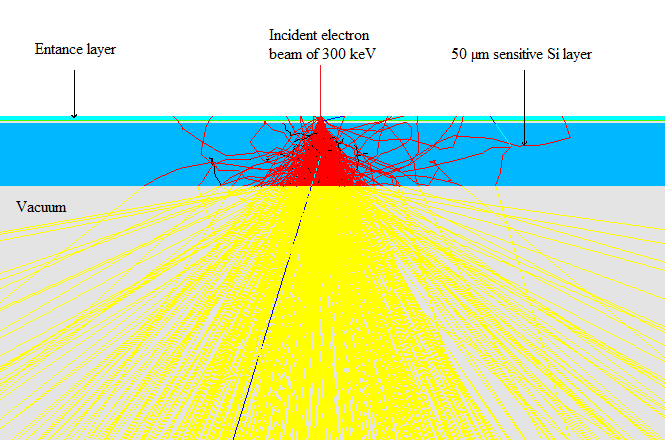 Entance layer
Incident electron
beam of 300 keV
50 μm sensitive Si layer
Vacuum